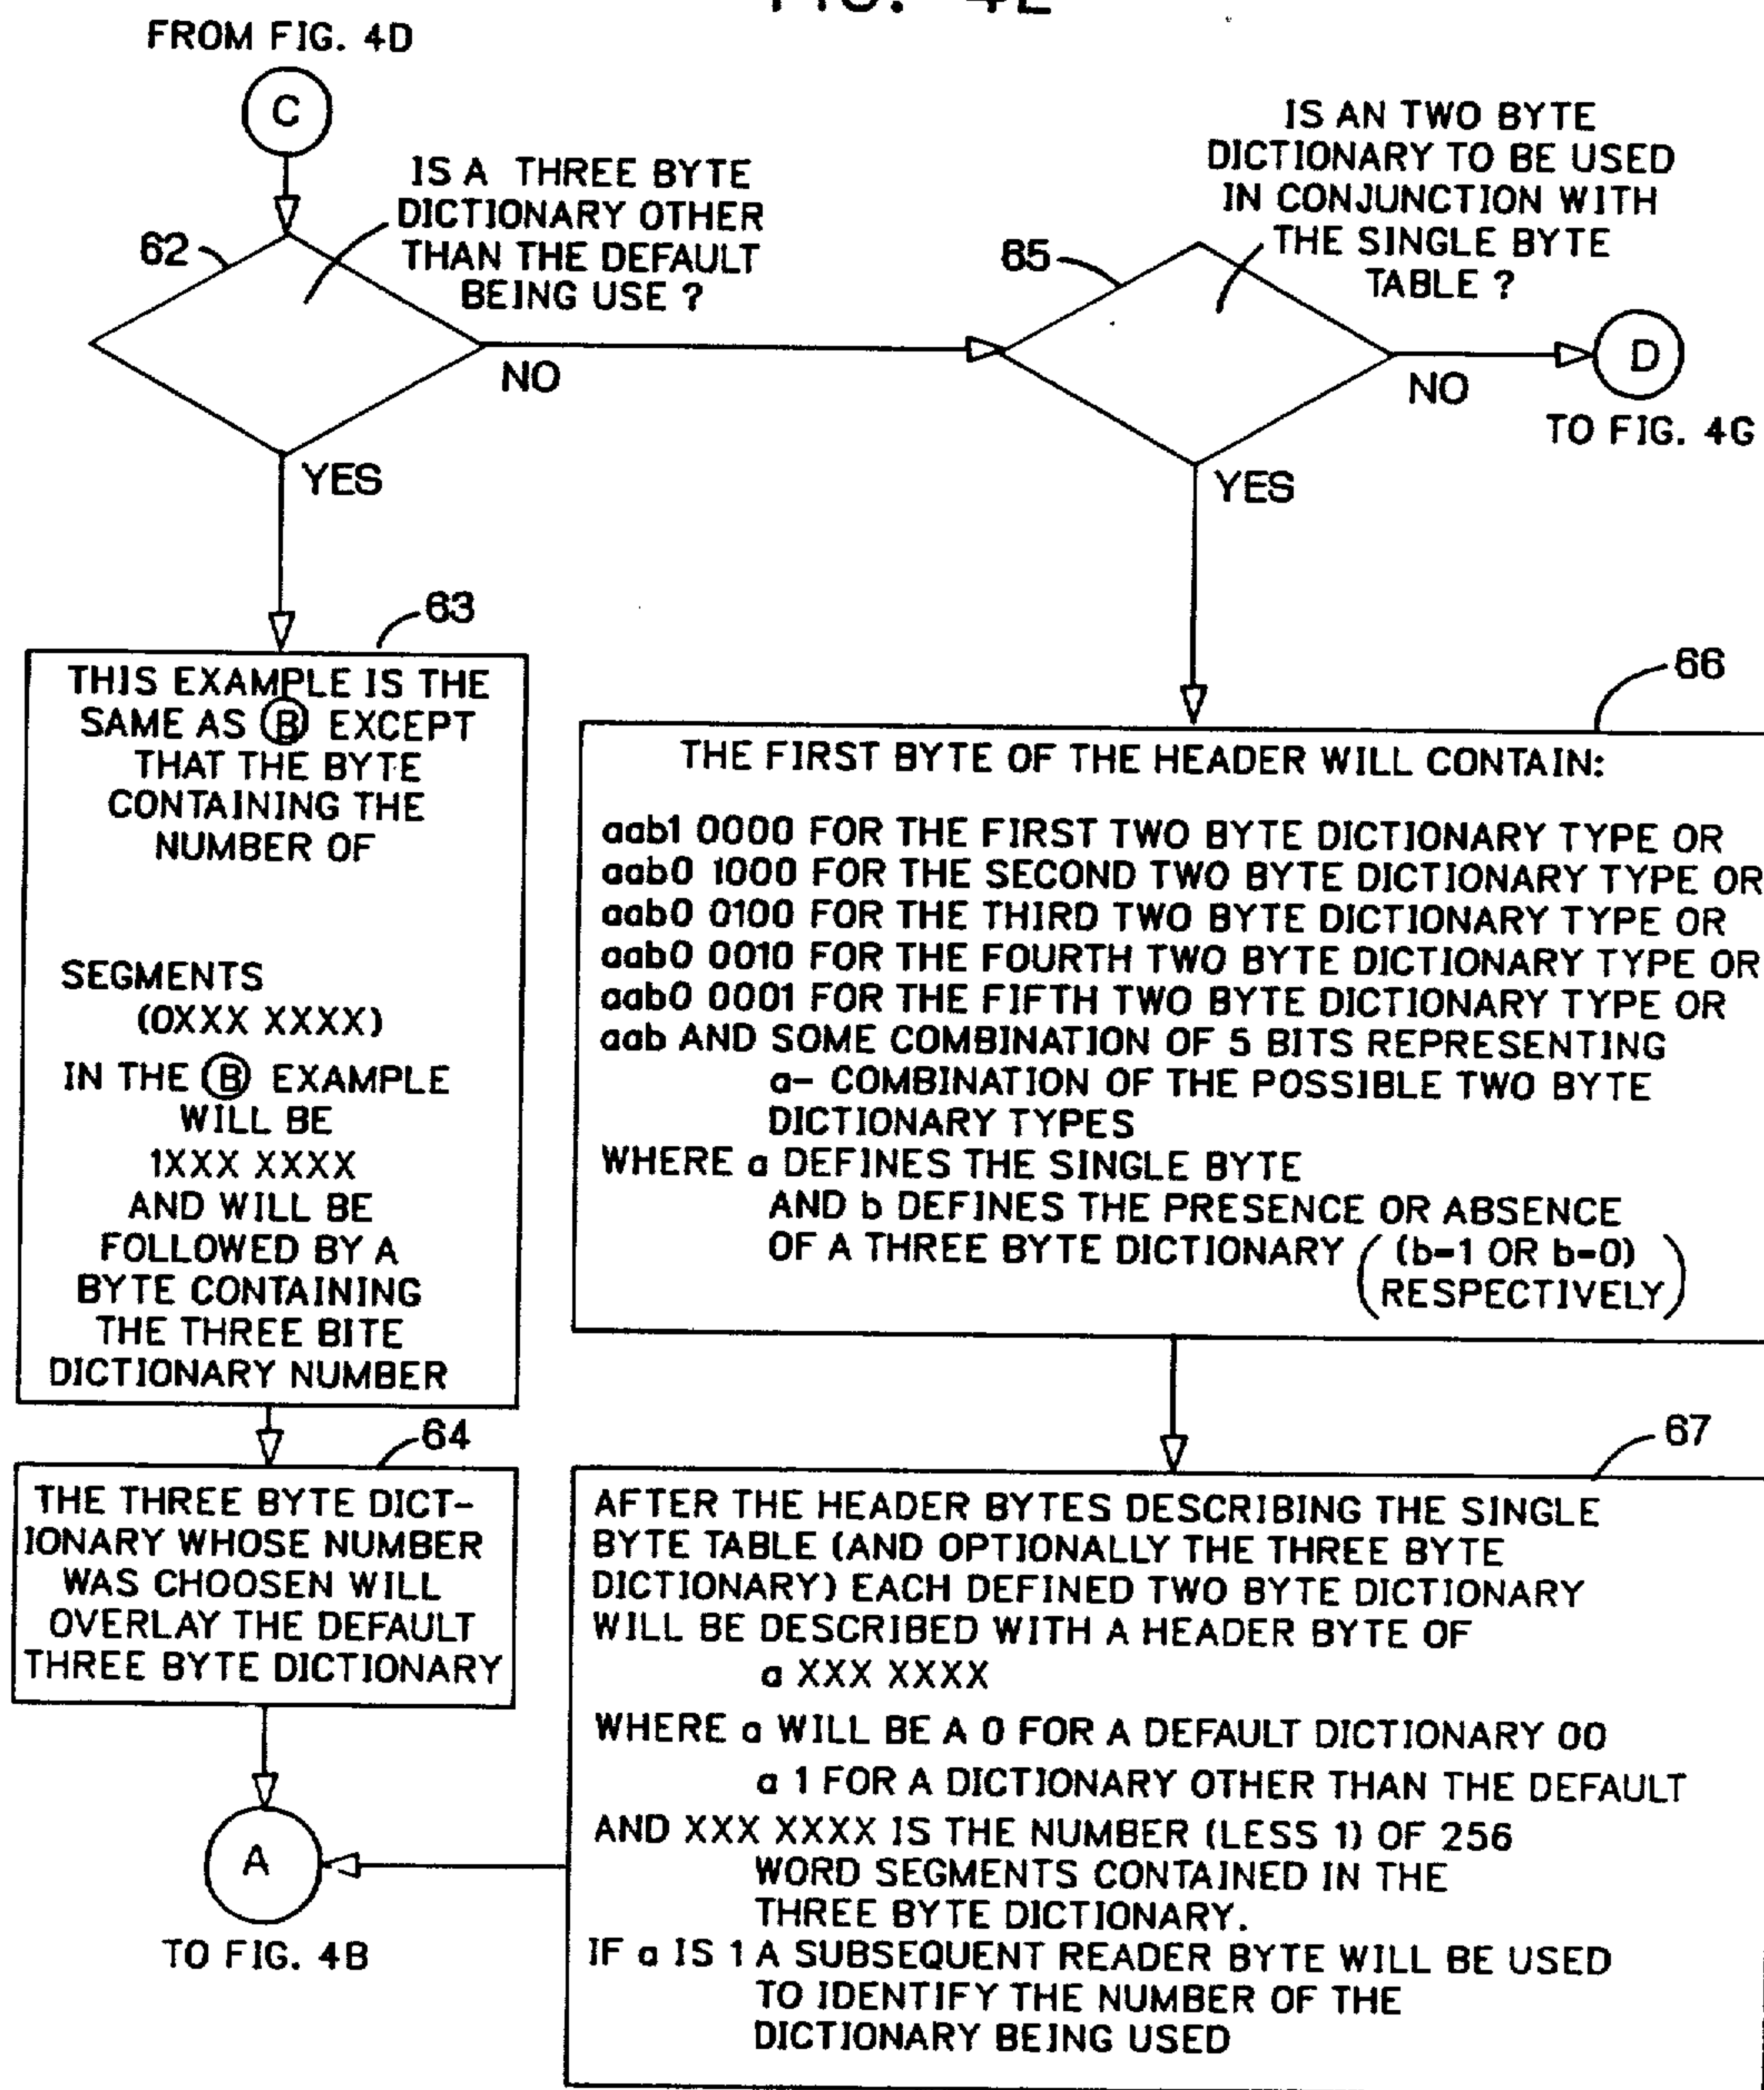 FIG. 4E
FROM FIG. 4D
C
IS A THREE BYTE
DICTIONARY OTHER
THAN THE DEFAULT
BEING USE ?
62
NO
YES
IS AN TWO BYTE
DICTIONARY TO BE USED
IN CONJUNCTION WITH
THE SINGLE BYTE
TABLE ?
65
NO
D
TO FIG. 4G
YES
63
THIS EXAMPLE IS THE
SAME AS B EXCEPT
THAT THE BYTE
CONTAINING THE
NUMBER OF
SEGMENTS
(0XXX XXXX)
IN THE B EXAMPLE
WILL BE
1XXX XXXX
AND WILL BE
FOLLOWED BY A
BYTE CONTAINING
THE THREE BITE
DICTIONARY NUMBER
64
THE THREE BYTE DICT-
IONARY WHOSE NUMBER
WAS CHOOSEN WILL
OVERLAY THE DEFAULT
THREE BYTE DICTIONARY
A
TO FIG. 4B
66
THE FIRST BYTE OF THE HEADER WILL CONTAIN:
aab1 0000 FOR THE FIRST TWO BYTE DICTIONARY TYPE OR
aab0 1000 FOR THE SECOND TWO BYTE DICTIONARY TYPE OR
aab0 0100 FOR THE THIRD TWO BYTE DICTIONARY TYPE OR
aab0 0010 FOR THE FOURTH TWO BYTE DICTIONARY TYPE OR
aab0 0001 FOR THE FIFTH TWO BYTE DICTIONARY TYPE OR
aab AND SOME COMBINATION OF 5 BITS REPRESENTING
a- COMBINATION OF THE POSSIBLE TWO BYTE
DICTIONARY TYPES
WHERE a DEFINES THE SINGLE BYTE
AND b DEFINES THE PRESENCE OR ABSENCE
OF A THREE BYTE DICTIONARY ( (b=1 OR b=0)
RESPECTIVELY )
67
AFTER THE HEADER BYTES DESCRIBING THE SINGLE
BYTE TABLE (AND OPTIONALLY THE THREE BYTE
DICTIONARY) EACH DEFINED TWO BYTE DICTIONARY
WILL BE DESCRIBED WITH A HEADER BYTE OF
a XXX XXXX
WHERE a WILL BE A 0 FOR A DEFAULT DICTIONARY 00
a 1 FOR A DICTIONARY OTHER THAN THE DEFAULT
AND XXX XXXX IS THE NUMBER (LESS 1) OF 256
WORD SEGMENTS CONTAINED IN THE
THREE BYTE DICTIONARY.
IF a IS 1 A SUBSEQUENT READER BYTE WILL BE USED
TO IDENTIFY THE NUMBER OF THE
DICTIONARY BEING USED